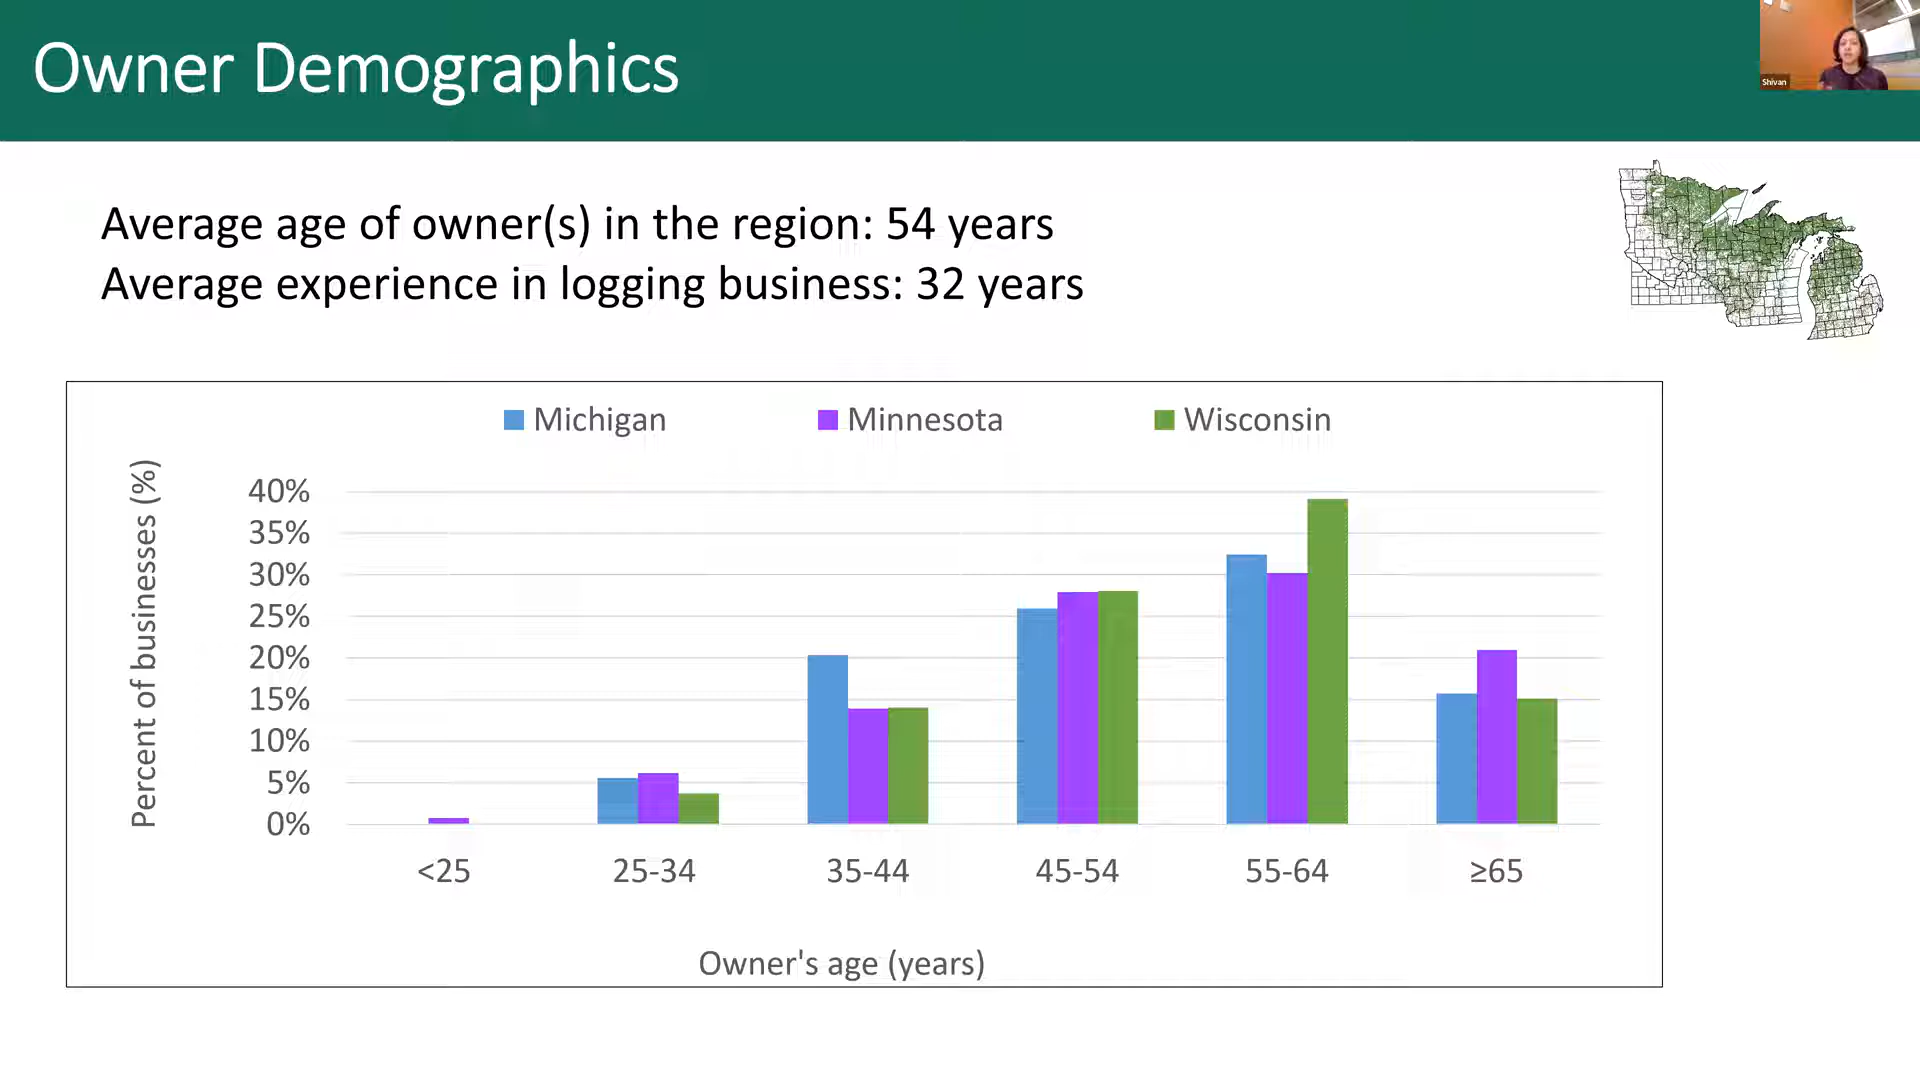 Owner Demographics
Shivan
Average age of owner(s) in the region: 54 years
Average experience in logging business: 32 years
Michigan Minnesota Wisconsin
Percent of businesses (%)
40%
35%
30%
25%
20%
15%
10%
5%
0%
<25 25-34 35-44 45-54 55-64 ≥65
Owner's age (years)